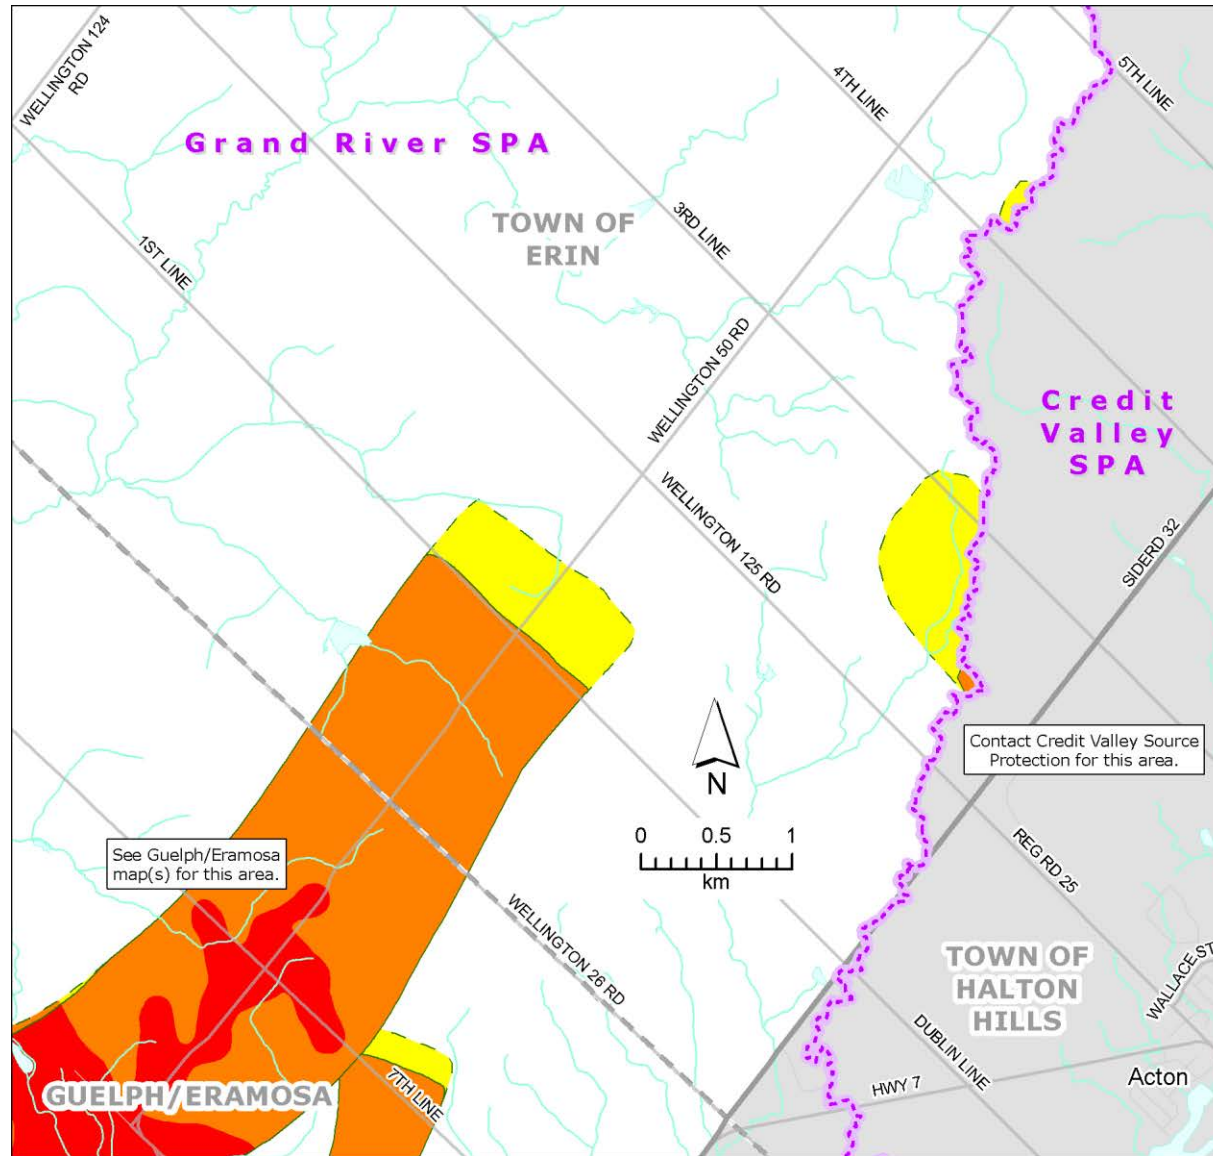 WELLINGTON 124
RD
4TH LINE
5TH LINE
Grand River SPA
TOWN OF
ERIN
3RD LINE
1ST LINE
WELLINGTON 50 RD
Credit
Valley
SPA
WELLINGTON 125 RD
SIDERD 32
N
0 0.5 1
km
Contact Credit Valley Source
Protection for this area.
See Guelph/Eramosa
map(s) for this area.
REG RD 25
WELLINGTON 26 RD
TOWN OF
HALTON
HILLS
WALLACE ST
DUBLIN LINE
HWY 7
Acton
7TH LINE
GUELPH/ERAMOSA